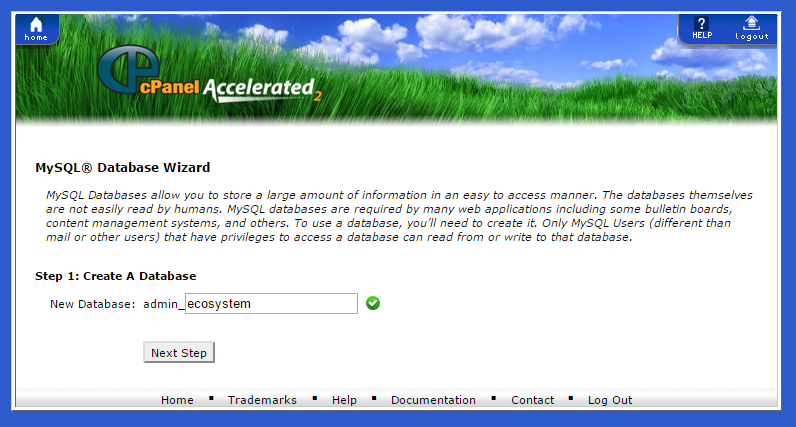 home
HELP
logout
cPanel Accelerated2
MySQL® Database Wizard
MySQL Databases allow you to store a large amount of information in an easy to access manner. The databases themselves
are not easily read by humans. MySQL databases are required by many web applications including some bulletin boards,
content management systems, and others. To use a database, you’ll need to create it. Only MySQL Users (different than
mail or other users) that have privileges to access a database can read from or write to that database.
Step 1: Create A Database
New Database: admin_ecosystem
Next Step
Home ▪ Trademarks ▪ Help ▪ Documentation ▪ Contact ▪ Log Out